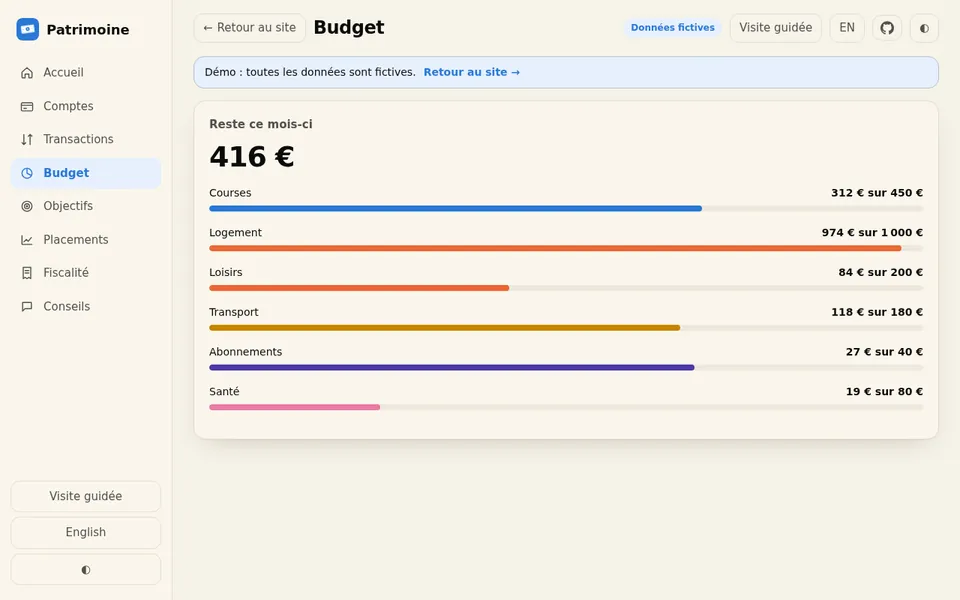 Patrimoine
Accueil
Comptes
Transactions
Budget
Objectifs
Placements
Fiscalité
Conseils
Visite guidée
English
← Retour au site
Budget
Données fictives
Visite guidée
EN
Démo : toutes les données sont fictives. Retour au site →
Reste ce mois-ci
416 €
Courses 312 € sur 450 €
Logement 974 € sur 1 000 €
Loisirs 84 € sur 200 €
Transport 118 € sur 180 €
Abonnements 27 € sur 40 €
Santé 19 € sur 80 €